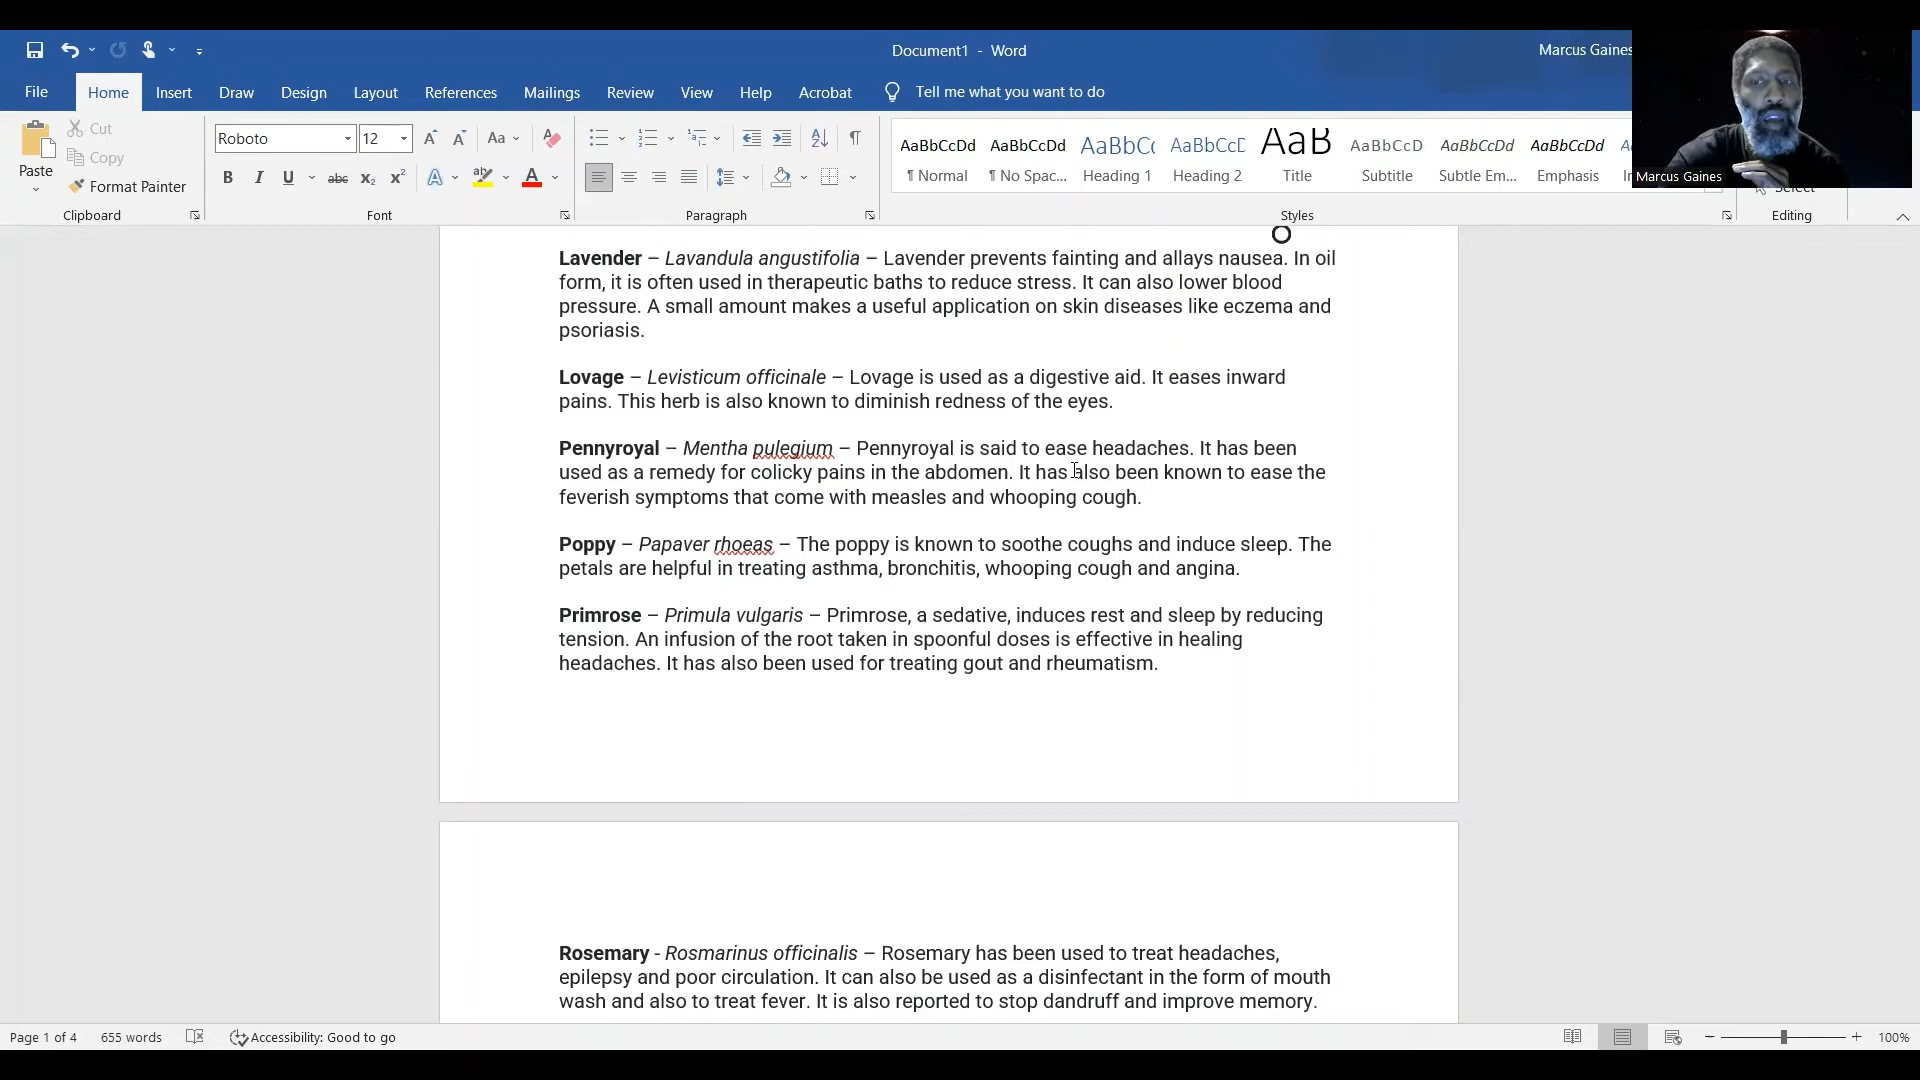 Document1 - Word
Marcus Gaines
File Home Insert Draw Design Layout References Mailings Review View Help Acrobat Tell me what you want to do
Paste
Cut
Copy
Format Painter
Clipboard
Roboto 12
Aa
B I U abc x₂ x² A A
Font
Paragraph
AaBbCcDd AaBbCcDd AaBbC AaBbCcC AaB AaBbCcD AaBbCcDd AaBbCcDd
¶ Normal ¶ No Spac... Heading 1 Heading 2 Title Subtitle Subtle Em... Emphasis
Styles
Select
Editing
Marcus Gaines
Lavender – Lavandula angustifolia – Lavender prevents fainting and allays nausea. In oil
form, it is often used in therapeutic baths to reduce stress. It can also lower blood
pressure. A small amount makes a useful application on skin diseases like eczema and
psoriasis.
Lovage – Levisticum officinale – Lovage is used as a digestive aid. It eases inward
pains. This herb is also known to diminish redness of the eyes.
Pennyroyal – Mentha pulegium – Pennyroyal is said to ease headaches. It has been
used as a remedy for colicky pains in the abdomen. It has also been known to ease the
feverish symptoms that come with measles and whooping cough.
Poppy – Papaver rhoeas – The poppy is known to soothe coughs and induce sleep. The
petals are helpful in treating asthma, bronchitis, whooping cough and angina.
Primrose – Primula vulgaris – Primrose, a sedative, induces rest and sleep by reducing
tension. An infusion of the root taken in spoonful doses is effective in healing
headaches. It has also been used for treating gout and rheumatism.
Rosemary - Rosmarinus officinalis – Rosemary has been used to treat headaches,
epilepsy and poor circulation. It can also be used as a disinfectant in the form of mouth
wash and also to treat fever. It is also reported to stop dandruff and improve memory.
Page 1 of 4 655 words Accessibility: Good to go 100%